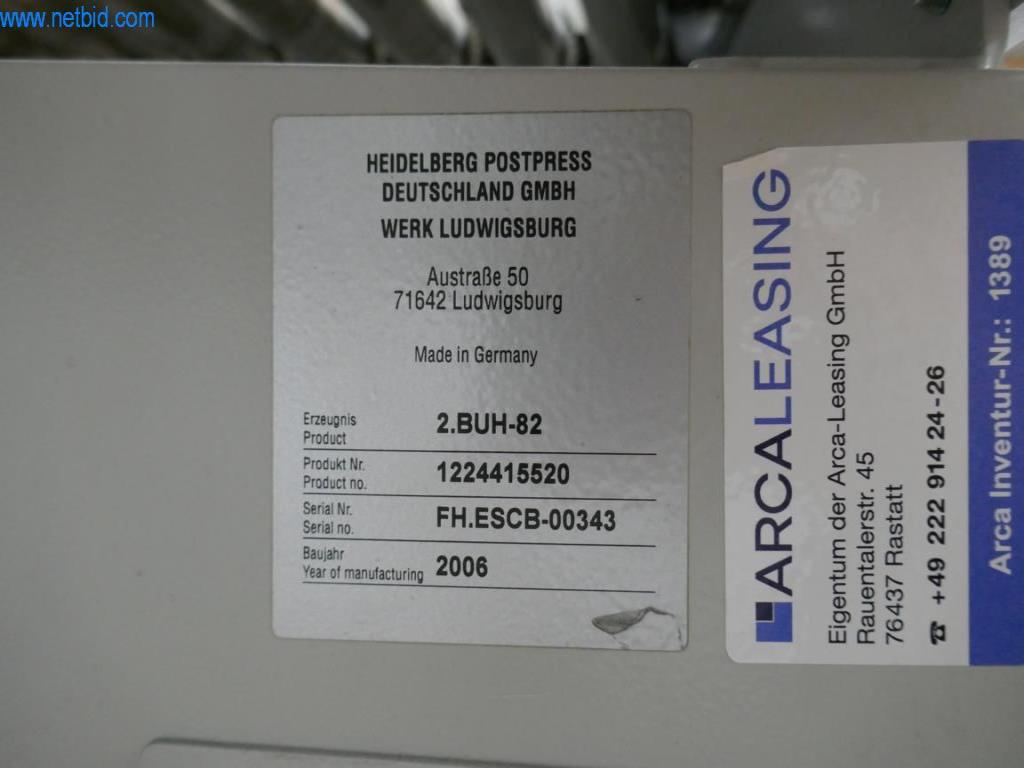 www.netbid.com
HEIDELBERG POSTPRESS
DEUTSCHLAND GMBH
WERK LUDWIGSBURG
Austraße 50
71642 Ludwigsburg
Made in Germany
Erzeugnis
Product 2.BUH-82
Produkt Nr.
Product no. 1224415520
Serial Nr.
Serial no. FH.ESCB-00343
Baujahr
Year of manufacturing 2006
ARCALEASING
Eigentum der Arca-Leasing GmbH
Rauentalerstr. 45
76437 Rastatt
☎ +49 222 914 24-26
Arca Inventur-Nr.: 1389